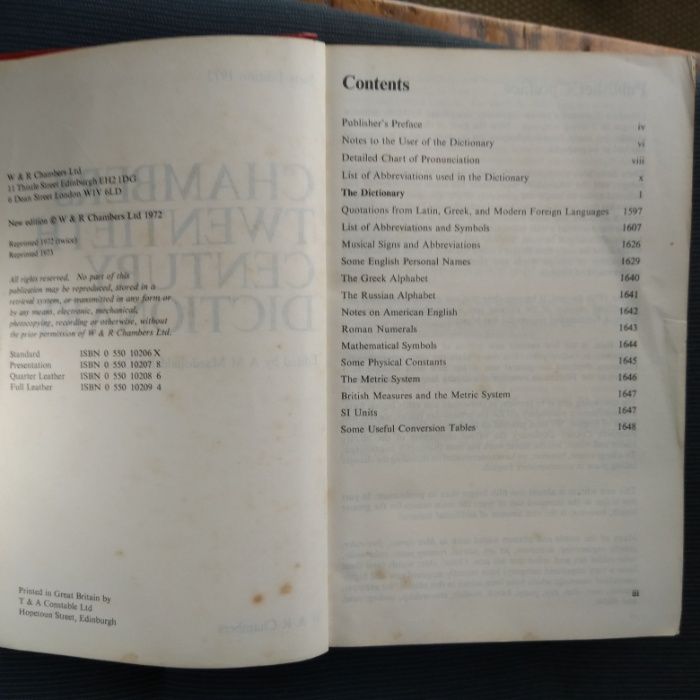 W & R Chambers Ltd
11 Thistle Street Edinburgh EH2 1DG
6 Dean Street London W1V 6LD
New edition © W & R Chambers Ltd 1972
Reprinted 1972 (twice)
Reprinted 1973
All rights reserved. No part of this
publication may be reproduced, stored in a
retrieval system, or transmitted in any form or
by any means, electronic, mechanical,
photocopying, recording or otherwise, without
the prior permission of W & R Chambers Ltd.
Standard ISBN 0 550 10206 X
Presentation ISBN 0 550 10207 8
Quarter Leather ISBN 0 550 10208 6
Full Leather ISBN 0 550 10209 4
Printed in Great Britain by
T & A Constable Ltd
Hopetoun Street, Edinburgh
Contents
Publisher's Preface iv
Notes to the User of the Dictionary vi
Detailed Chart of Pronunciation viii
List of Abbreviations used in the Dictionary x
The Dictionary 1
Quotations from Latin, Greek, and Modern Foreign Languages 1597
List of Abbreviations and Symbols 1607
Musical Signs and Abbreviations 1626
Some English Personal Names 1629
The Greek Alphabet 1640
The Russian Alphabet 1641
Notes on American English 1642
Roman Numerals 1643
Mathematical Symbols 1644
Some Physical Constants 1645
The Metric System 1646
British Measures and the Metric System 1647
SI Units 1647
Some Useful Conversion Tables 1648
iii